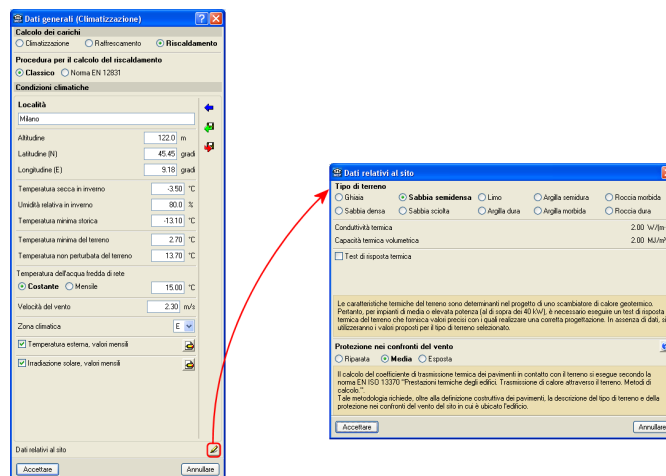 Dati generali (Climatizzazione)
Calcolo dei carichi
Climatizzazione Raffrescamento Riscaldamento
Procedura per il calcolo del riscaldamento
Classico Norma EN 12831
Condizioni climatiche
Località
Milano
Altitudine 122.0 m
Latitudine (N) 45.45 gradi
Longitudine (E) 9.18 gradi
Temperatura secca in inverno -3.50 °C
Umidità relativa in inverno 80.0 %
Temperatura minima storica -13.10 °C
Temperatura minima del terreno 2.70 °C
Temperatura non perturbata del terreno 13.70 °C
Temperatura dell'acqua fredda di rete
Costante Mensile 15.00 °C
Velocità del vento 2.30 m/s
Zona climatica E
Temperatura esterna, valori mensili
Irradiazione solare, valori mensili
Dati relativi al sito
Accettare Annullare
Dati relativi al sito
Tipo di terreno
Ghiaia Sabbia semidensa Limo Argilla semidura Roccia morbida
Sabbia densa Sabbia sciolta Argilla dura Argilla morbida Roccia dura
Conduttività termica 2.00 W/(m·
Capacità termica volumetrica 2.00 MJ/m³
Test di risposta termica
Le caratteristiche termiche del terreno sono determinanti nel progetto di uno scambiatore di calore geotermico.
Pertanto, per impianti di media o elevata potenza (al di sopra dei 40 kW), è necessario eseguire un test di risposta
termica del terreno che fornisca valori precisi con i quali realizzare una corretta progettazione. In assenza di dati, si
utilizzeranno i valori proposti per il tipo di terreno selezionato.
Protezione nei confronti del vento
Riparata Media Esposta
Il calcolo del coefficiente di trasmissione termica dei pavimenti in contatto con il terreno si esegue secondo la
norma EN ISO 13370 "Prestazioni termiche degli edifici. Trasmissione di calore attraverso il terreno. Metodi di
calcolo.".
Tale metodologia richiede, oltre alla definizione costruttiva dei pavimenti, la descrizione del tipo di terreno e della
protezione nei confronti del vento del sito in cui è ubicato l'edificio.
Accettare Annullare